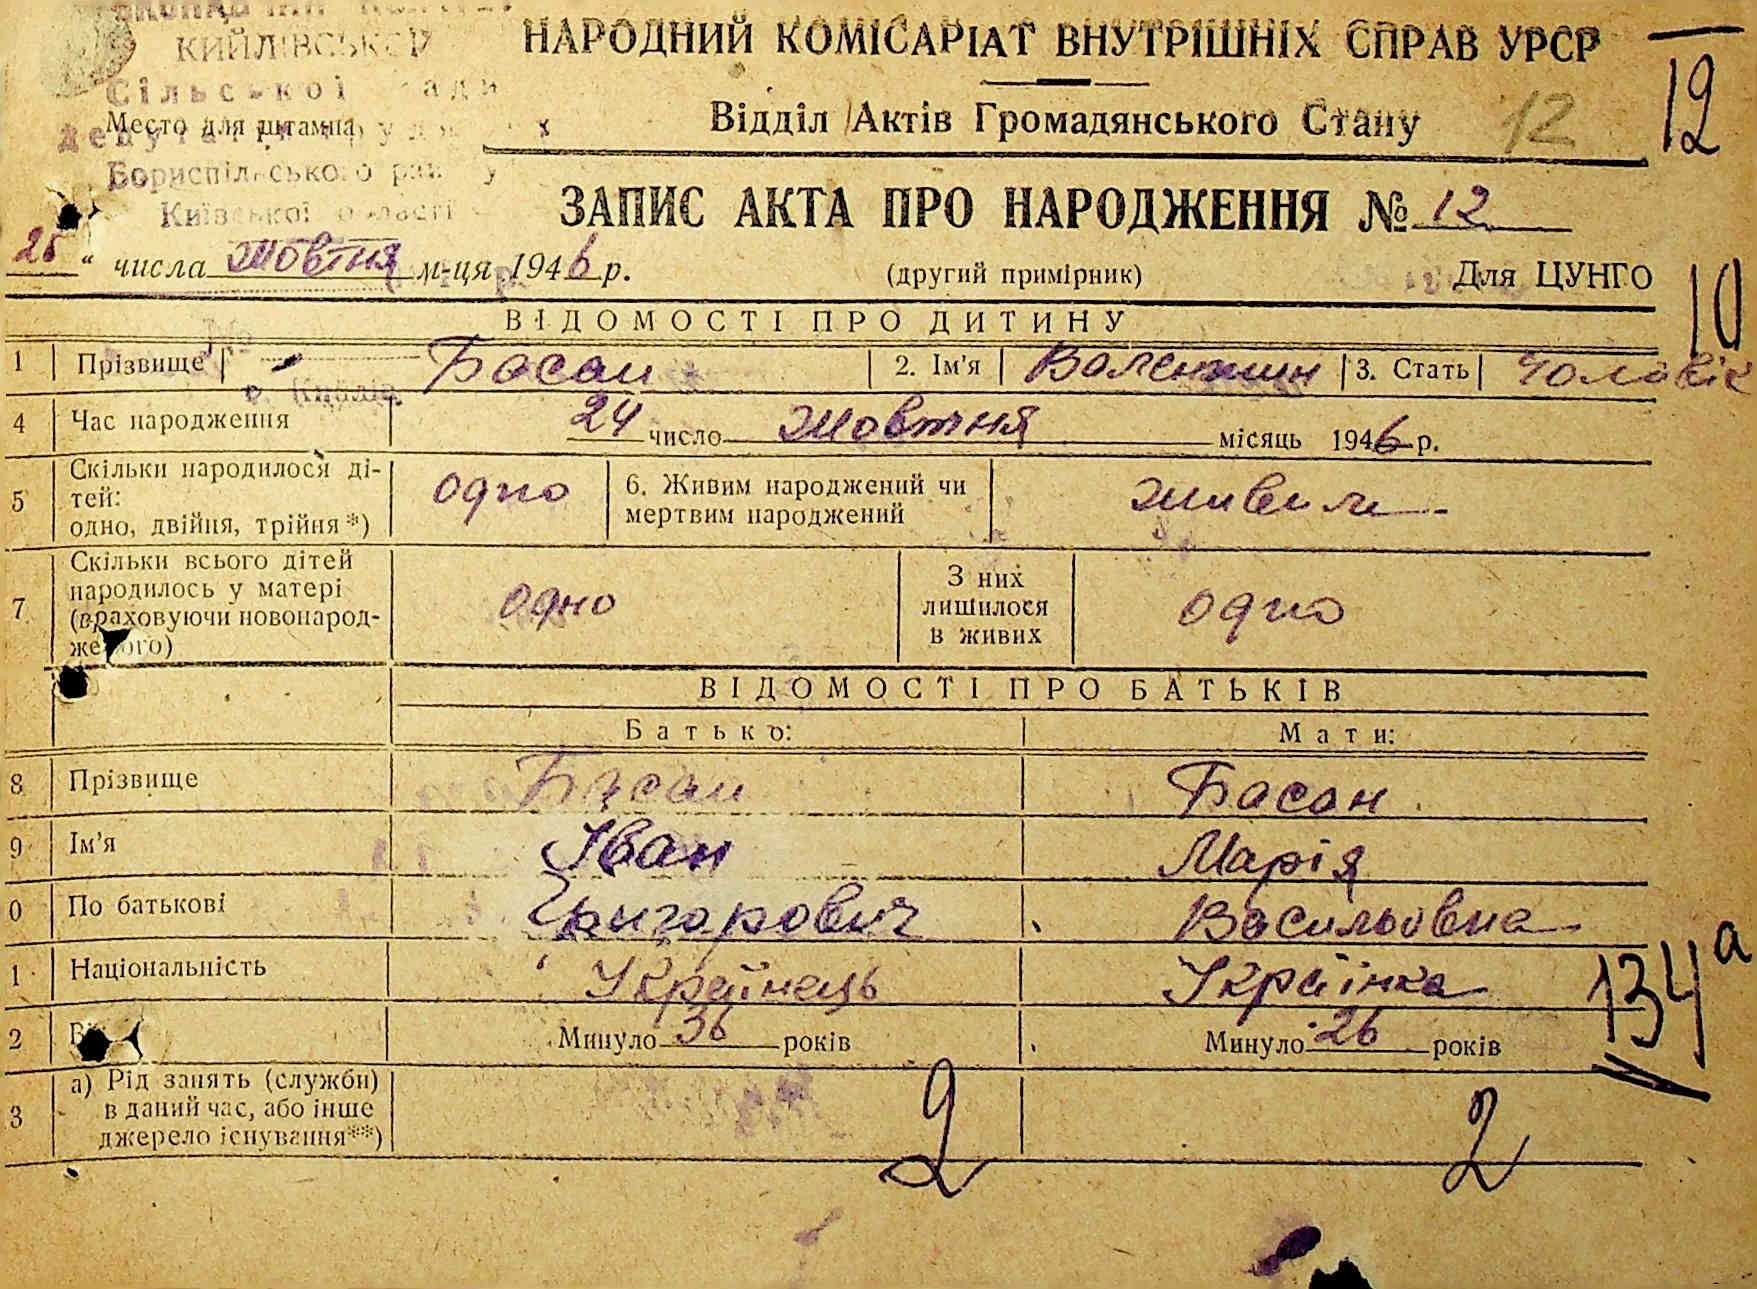 КИЙЛІВСЬКОЇ
Сільської Ради
Место для штампа
Бориспільського району
Київської області
НАРОДНИЙ КОМІСАРІАТ ВНУТРІШНІХ СПРАВ УРСР
12
Відділ Актів Громадянського Стану 12
ЗАПИС АКТА ПРО НАРОДЖЕННЯ № 12
25 " числа Жовтня м-ця 1946 р. (другий примірник) Для ЦУНГО
10
ВІДОМОСТІ ПРО ДИТИНУ
1 Прізвище Басан 2. Ім'я Валентин 3. Стать Чоловік
4 Час народження 24 число Жовтня місяць 1946 р.
5 Скільки народилося ді-
тей:
одно, двійня, трійня*) одно 6. Живим народжений чи
мертвим народжений живим
7 Скільки всього дітей
народилось у матері
(враховуючи новонарод-
женого) одно З них
лишилося
в живих одно
ВІДОМОСТІ ПРО БАТЬКІВ
Батько: Мати:
8 Прізвище Басан Басан
9 Ім'я Іван Марія
0 По батькові Григорович Васильовна
1 Національність Українець Українка
134а
2 Минуло 36 років Минуло 26 років
3 а) Рід занять (служби)
в даний час, або інше
джерело існування**) 2 2